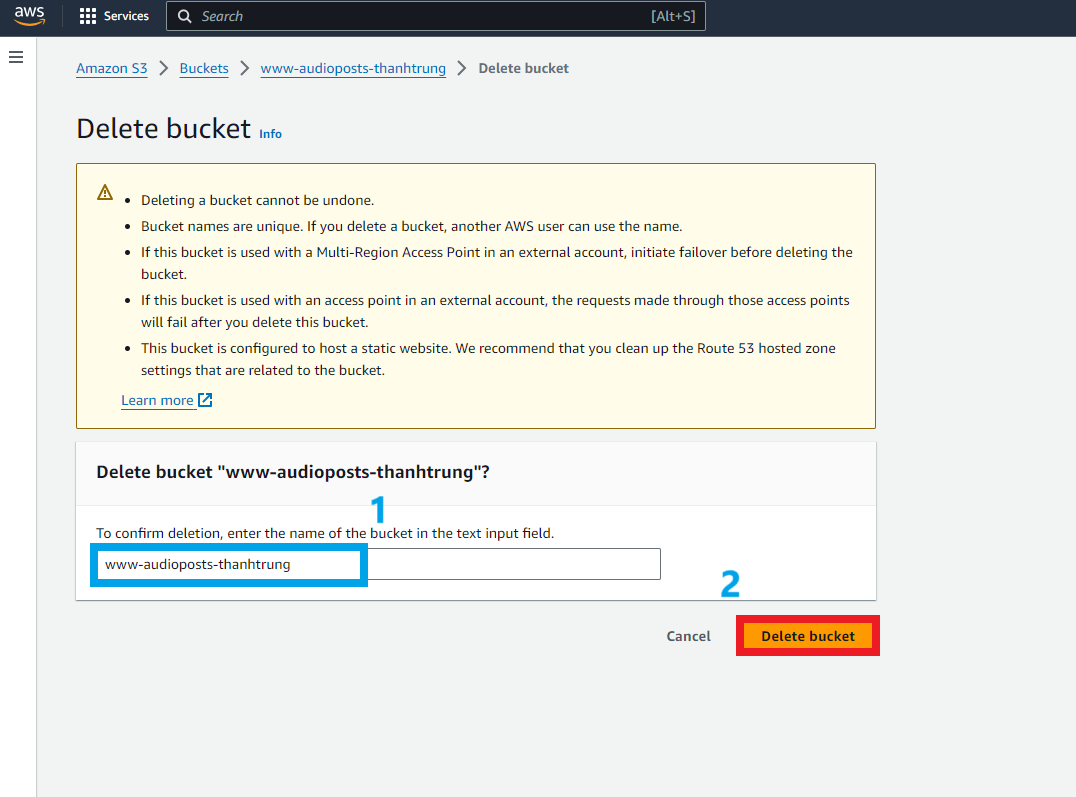 aws
Services
Search
[Alt+S]
Amazon S3 > Buckets > www-audioposts-thanhtrung > Delete bucket
Delete bucket Info
• Deleting a bucket cannot be undone.
• Bucket names are unique. If you delete a bucket, another AWS user can use the name.
• If this bucket is used with a Multi-Region Access Point in an external account, initiate failover before deleting the
bucket.
• If this bucket is used with an access point in an external account, the requests made through those access points
will fail after you delete this bucket.
• This bucket is configured to host a static website. We recommend that you clean up the Route 53 hosted zone
settings that are related to the bucket.
Learn more
Delete bucket "www-audioposts-thanhtrung"?
1
To confirm deletion, enter the name of the bucket in the text input field.
www-audioposts-thanhtrung
2
Cancel
Delete bucket